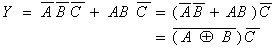 Y = A̅ B̅ C̅ + AB C̅ = (A̅ B̅ + AB) C̅
= (̅A̅ ̅⊕̅ ̅B̅)̅ C̅